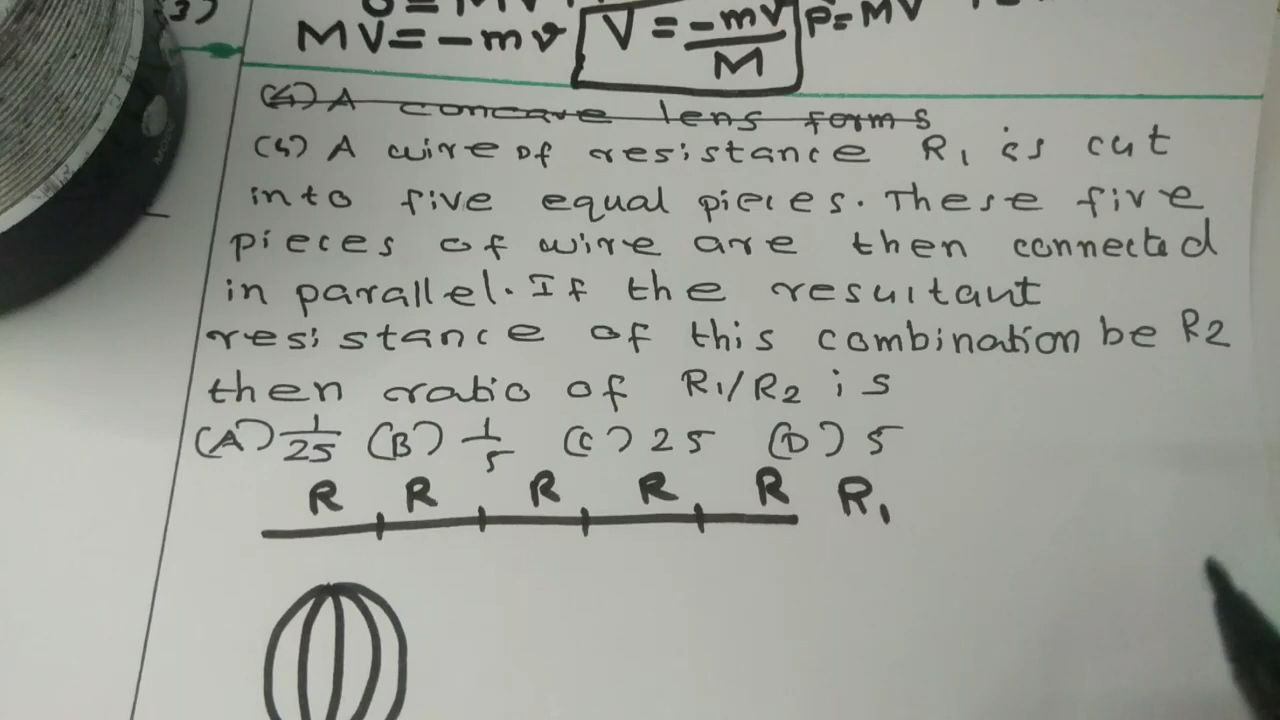 3)
MV = -mv V = -mv/M P = MV
(4) A concave lens forms
(4) A wire of resistance R1 is cut
into five equal pieces. These five
pieces of wire are then connected
in parallel. If the resultant
resistance of this combination be R2
then ratio of R1/R2 is
(A) 1/25 (B) 1/5 (C) 25 (D) 5
R R R R R R1